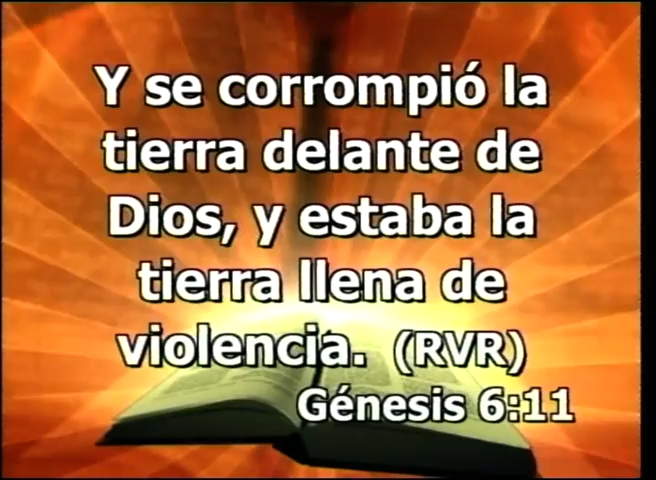 Y se corrompió la
tierra delante de
Dios, y estaba la
tierra llena de
violencia. (RVR)
Génesis 6:11